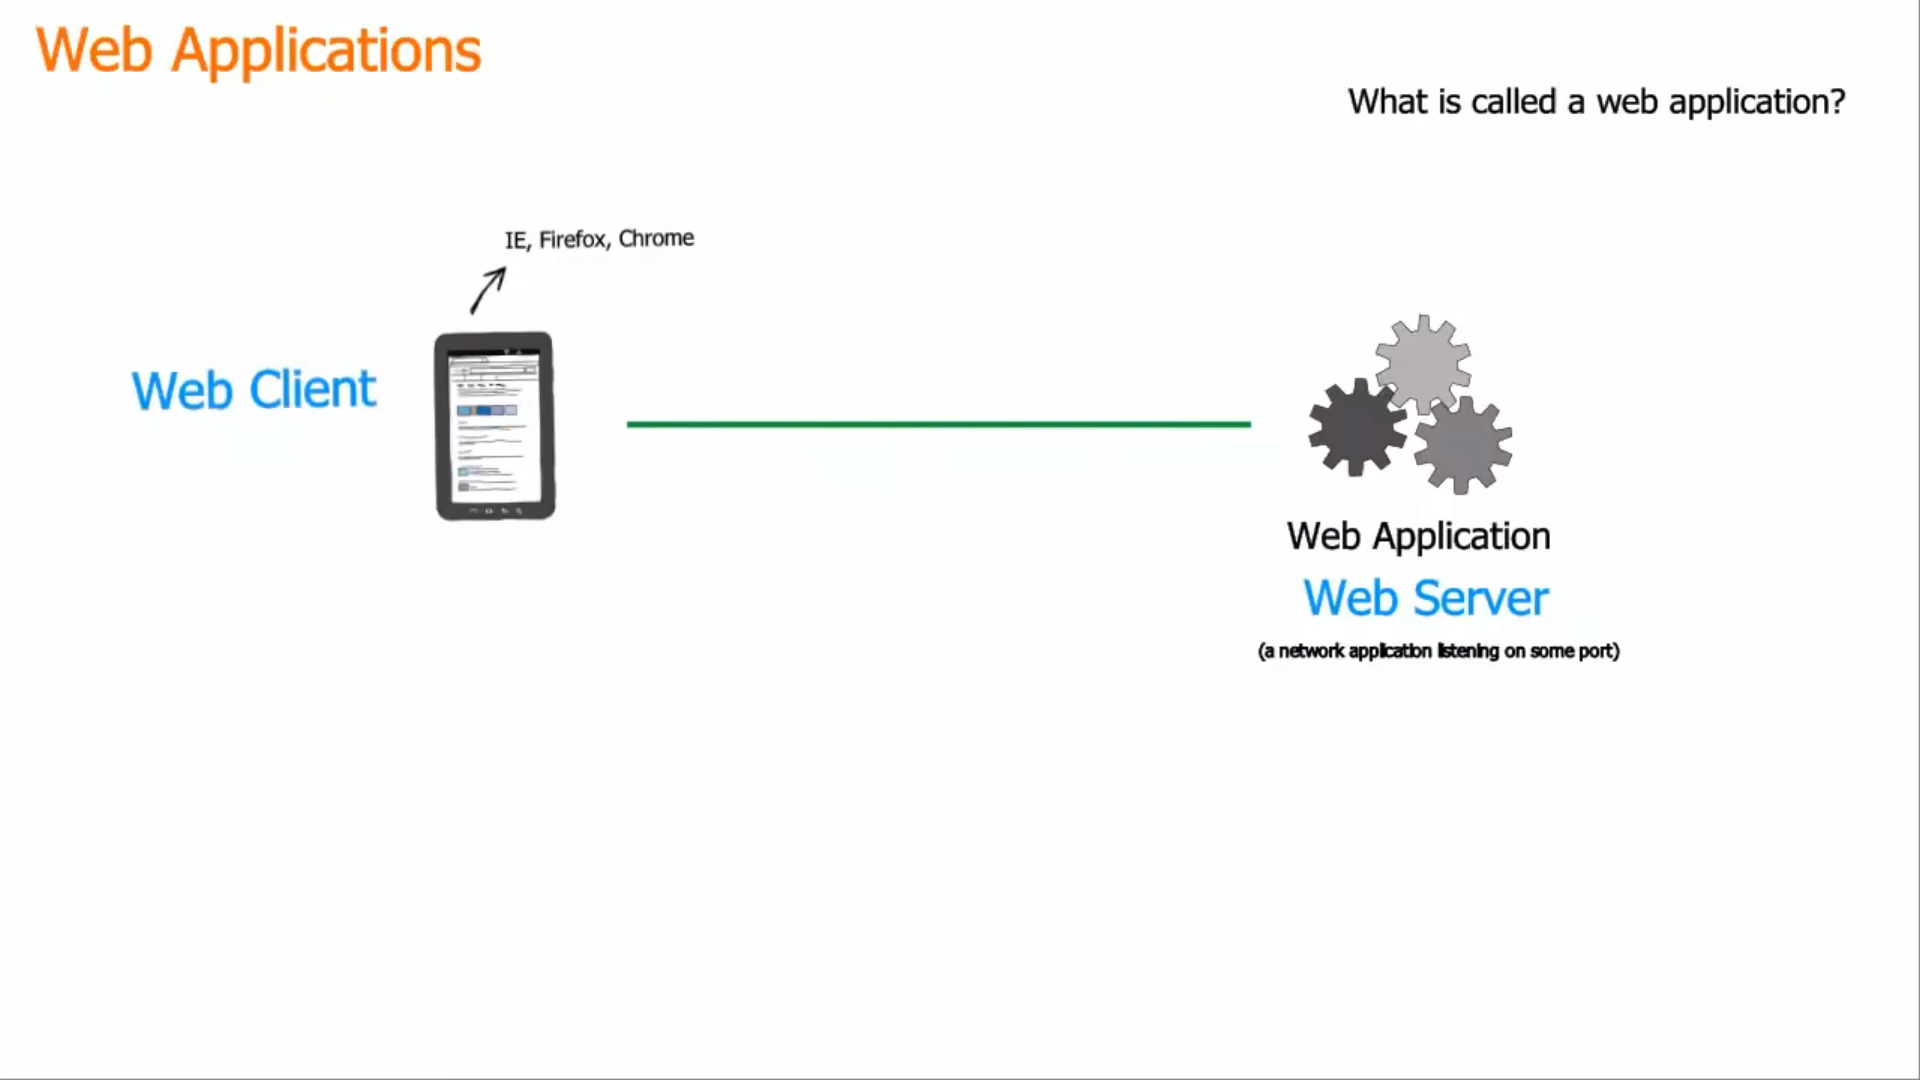 Web Applications
What is called a web application?
IE, Firefox, Chrome
Web Client
Web Application
Web Server
(a network application listening on some port)